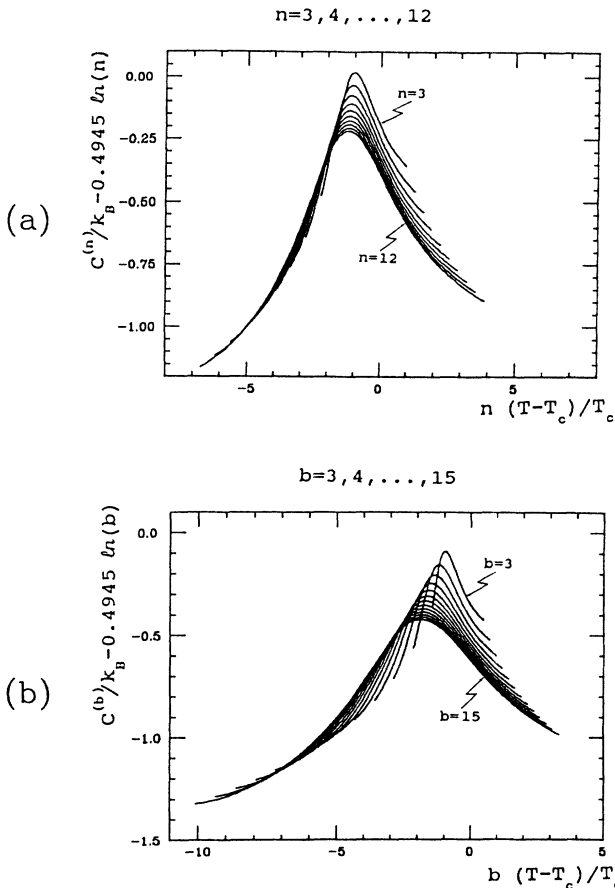 n=3,4,...,12
(a)
C^(n)/k_B-0.4945 ln(n)
0.00
-0.25
-0.50
-0.75
-1.00
n=3
n=12
-5
0
5
n (T-T_c)/T_c
b=3,4,...,15
(b)
C^(b)/k_B-0.4945 ln(b)
0.0
-0.5
-1.0
-1.5
b=3
b=15
-10
-5
0
5
b (T-T_c)/T_c